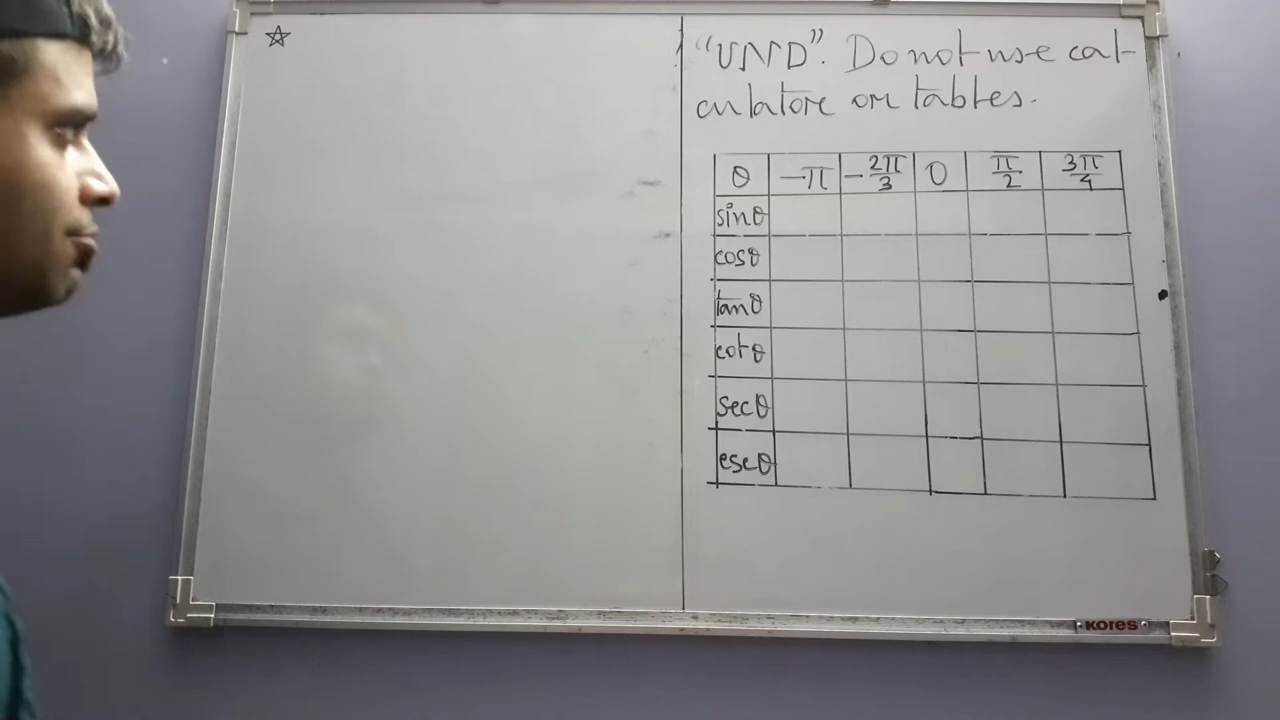 ☆
"UND". Do not use cal-
culatore or tables.
θ −π −2π/3 0 π/2 3π/4
sinθ
cosθ
tanθ
cotθ
secθ
cscθ
KORES